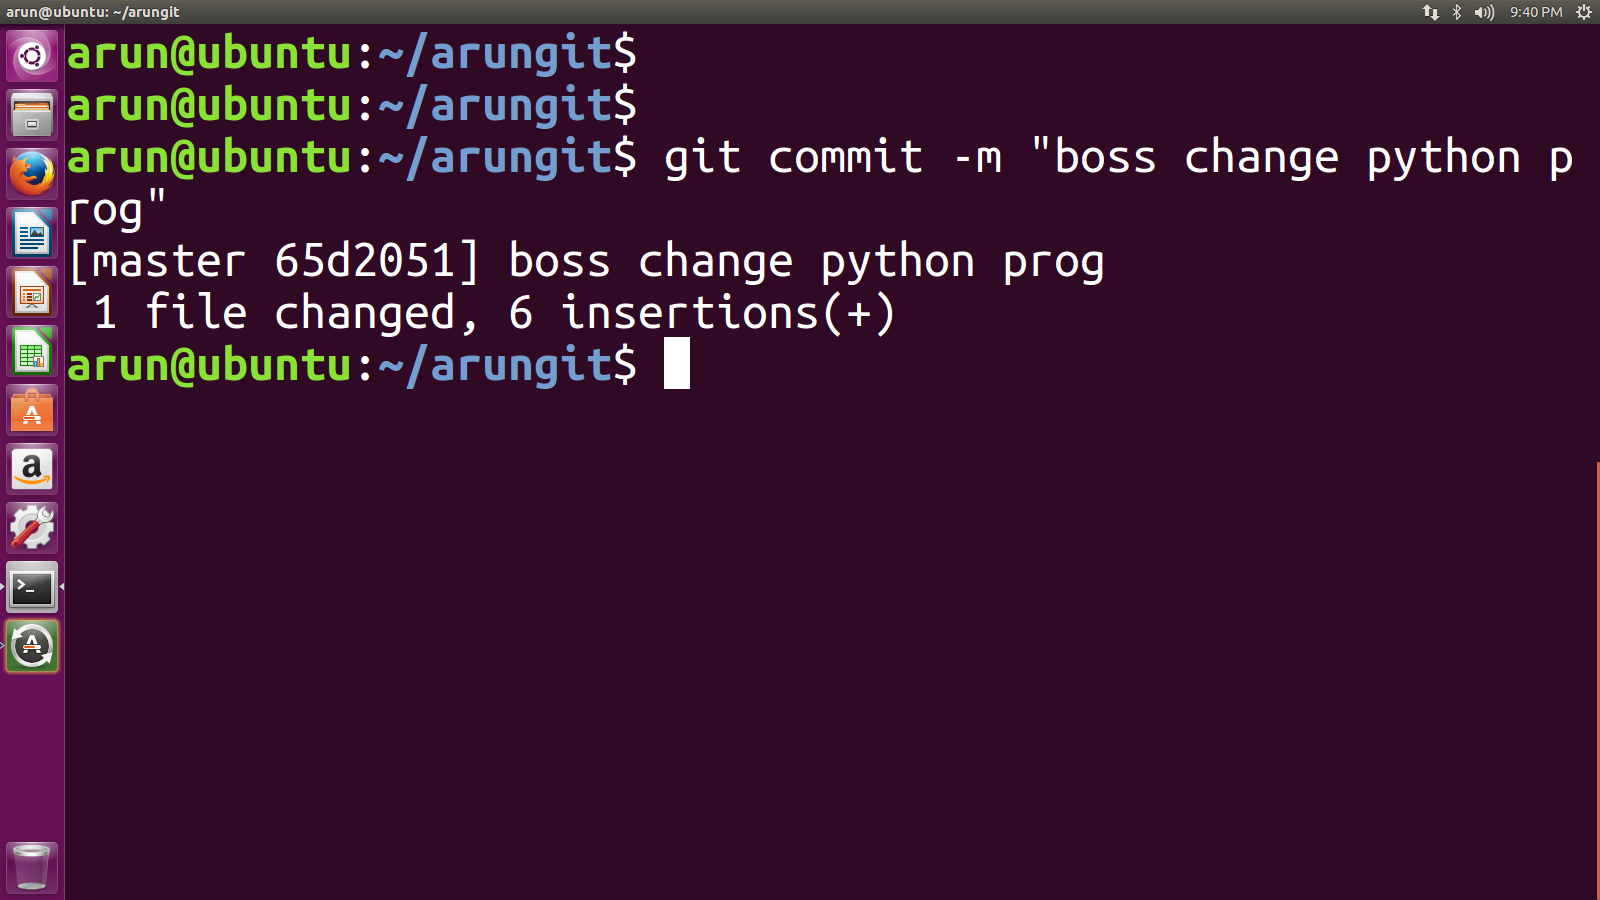 arun@ubuntu: ~/arungit
9:40 PM
arun@ubuntu:~/arungit$
arun@ubuntu:~/arungit$
arun@ubuntu:~/arungit$ git commit -m "boss change python p
rog"
[master 65d2051] boss change python prog
 1 file changed, 6 insertions(+)
arun@ubuntu:~/arungit$